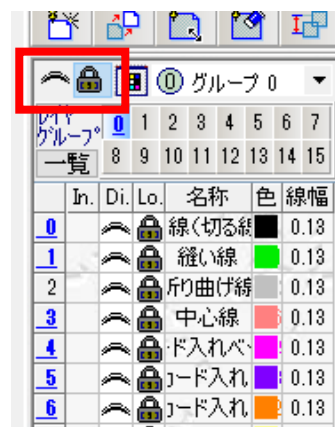 0 グループ 0
レイヤ 0 1 2 3 4 5 6 7
グループ
一覧 8 9 10 11 12 13 14 15
In. Di. Lo. 名称 色 線幅
0 線(切る線 0.13
1 縫い線 0.13
2 折り曲げ線 0.13
3 中心線 0.13
4 ド入れベ 0.13
5 コード入れ 0.13
6 コード入れ 0.13